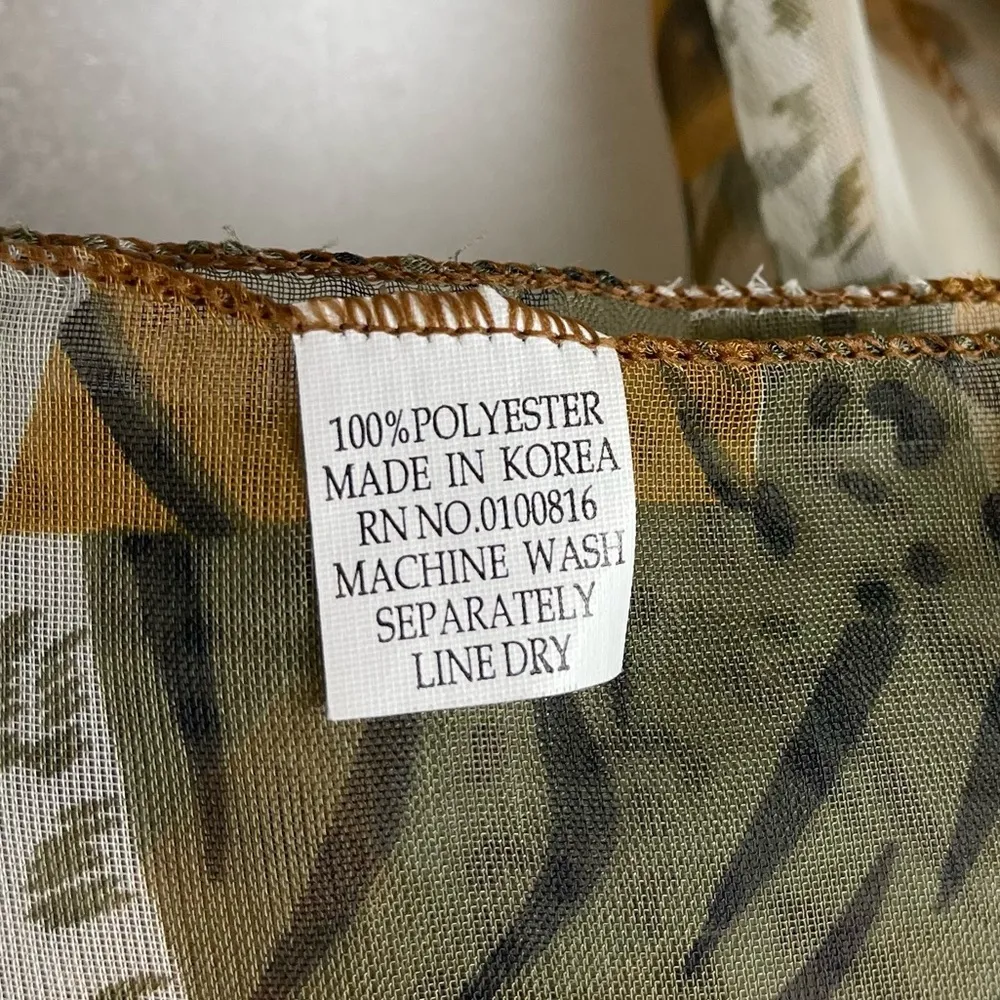 100%POLYESTER
MADE IN KOREA
RN NO.0100816
MACHINE WASH
SEPARATELY
LINE DRY